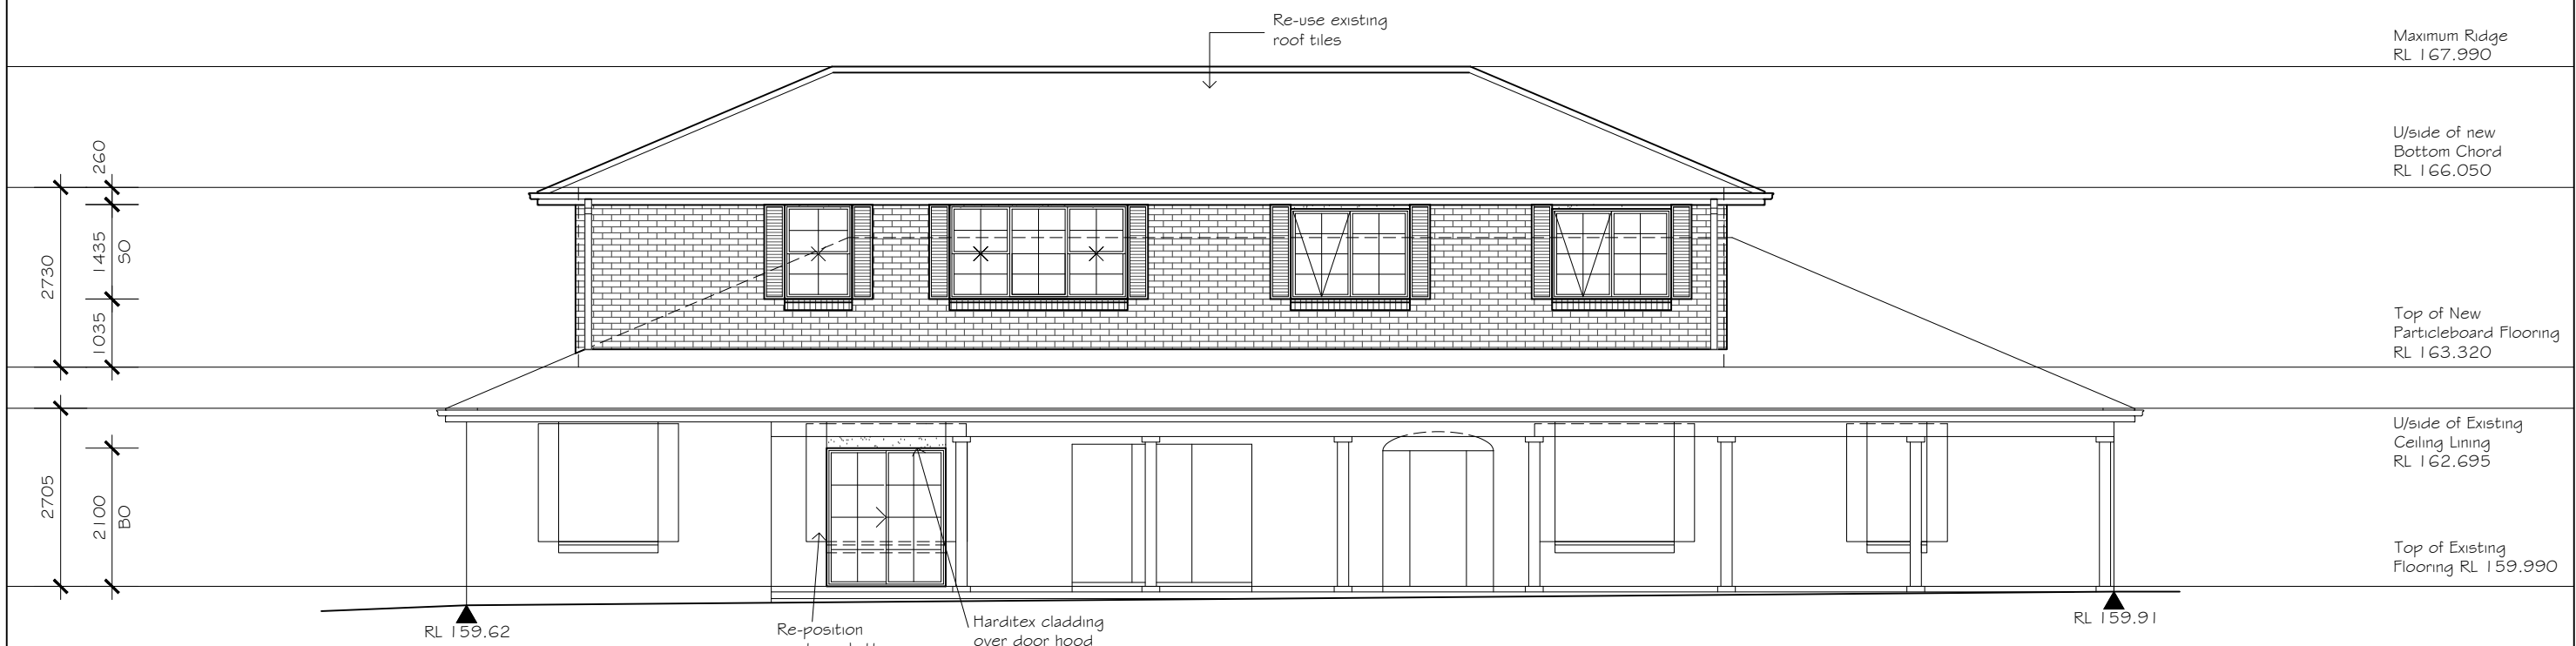 Re-use existing
roof tiles
Maximum Ridge
RL 167.990
U/side of new
Bottom Chord
RL 166.050
260
1435
SO
2730
1035
Top of New
Particleboard Flooring
RL 163.320
U/side of Existing
Ceiling Lining
RL 162.695
2705
2100
BO
Top of Existing
Flooring RL 159.990
RL 159.62
RL 159.91
Re-position
Harditex cladding
over door hood